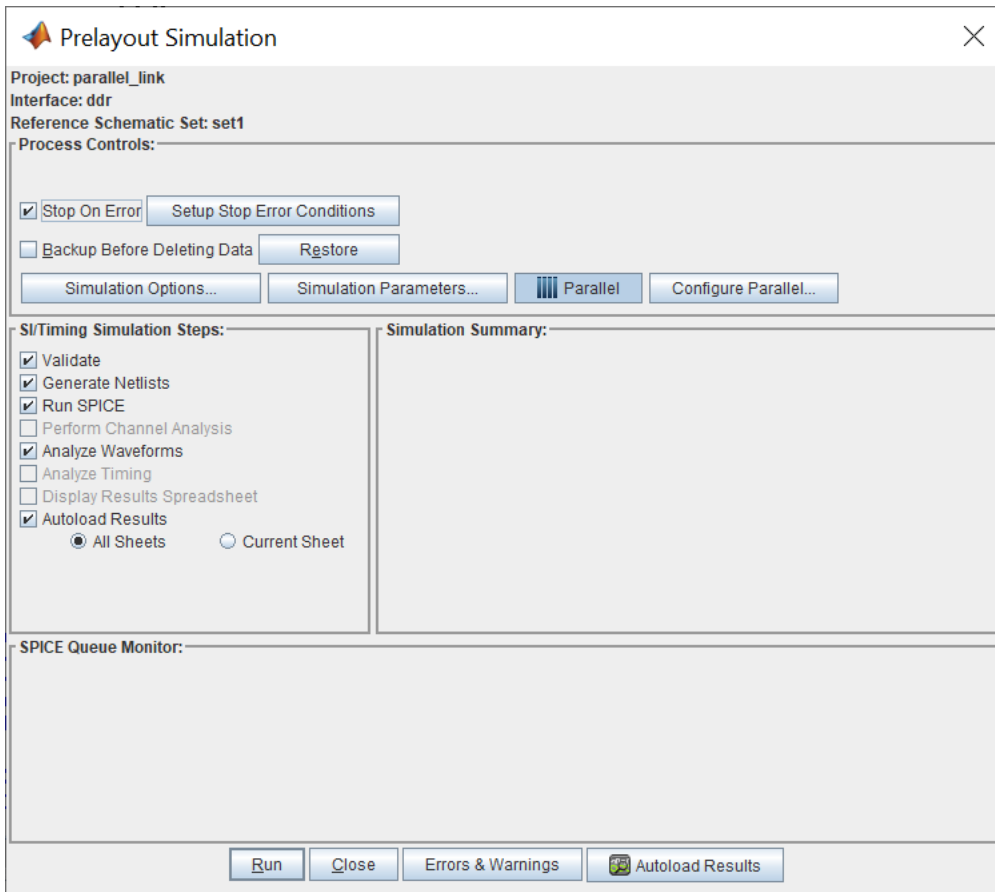 Prelayout Simulation
Project: parallel_link
Interface: ddr
Reference Schematic Set: set1
Process Controls:
Stop On Error Setup Stop Error Conditions
Backup Before Deleting Data Restore
Simulation Options... Simulation Parameters... Parallel Configure Parallel...
SI/Timing Simulation Steps: Simulation Summary:
Validate
Generate Netlists
Run SPICE
Perform Channel Analysis
Analyze Waveforms
Analyze Timing
Display Results Spreadsheet
Autoload Results
All Sheets Current Sheet
SPICE Queue Monitor:
Run Close Errors & Warnings Autoload Results